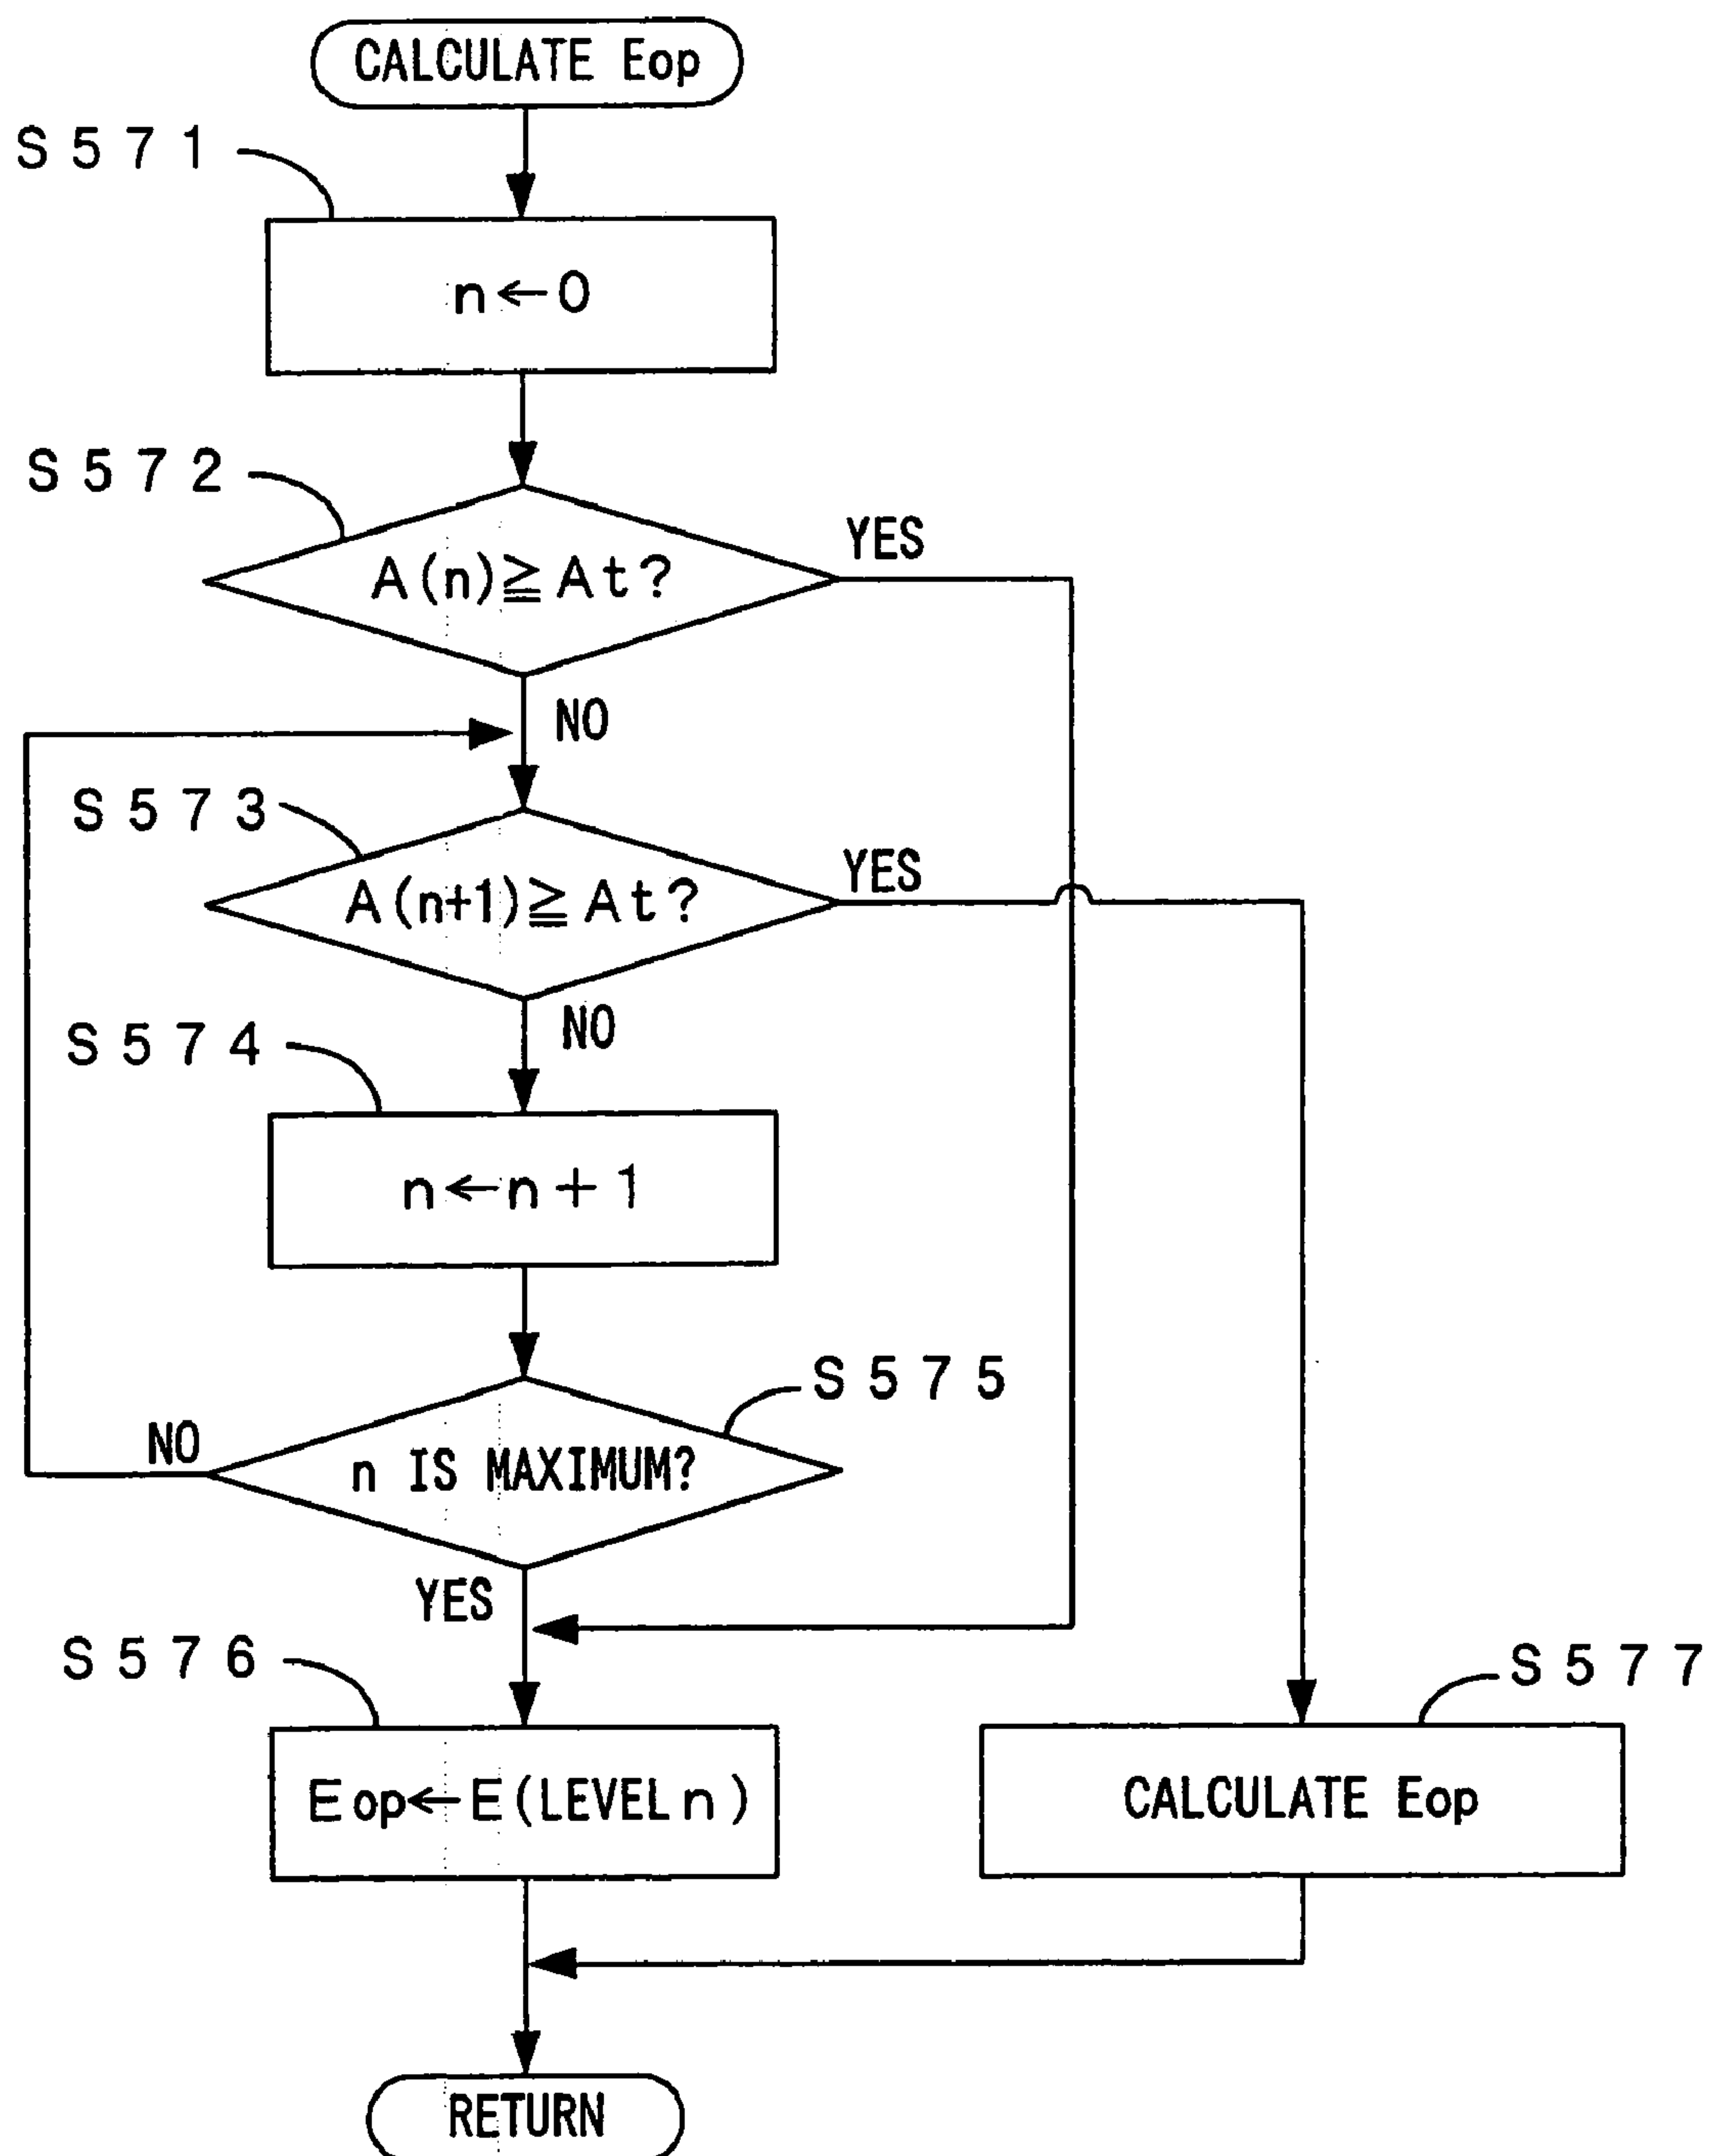 CALCULATE Eop
S571
n←0
S572
A(n)≧At?
YES
NO
S573
A(n+1)≧At?
YES
NO
S574
n←n+1
S575
n IS MAXIMUM?
NO
YES
S576
Eop←E(LEVEL n)
S577
CALCULATE Eop
RETURN